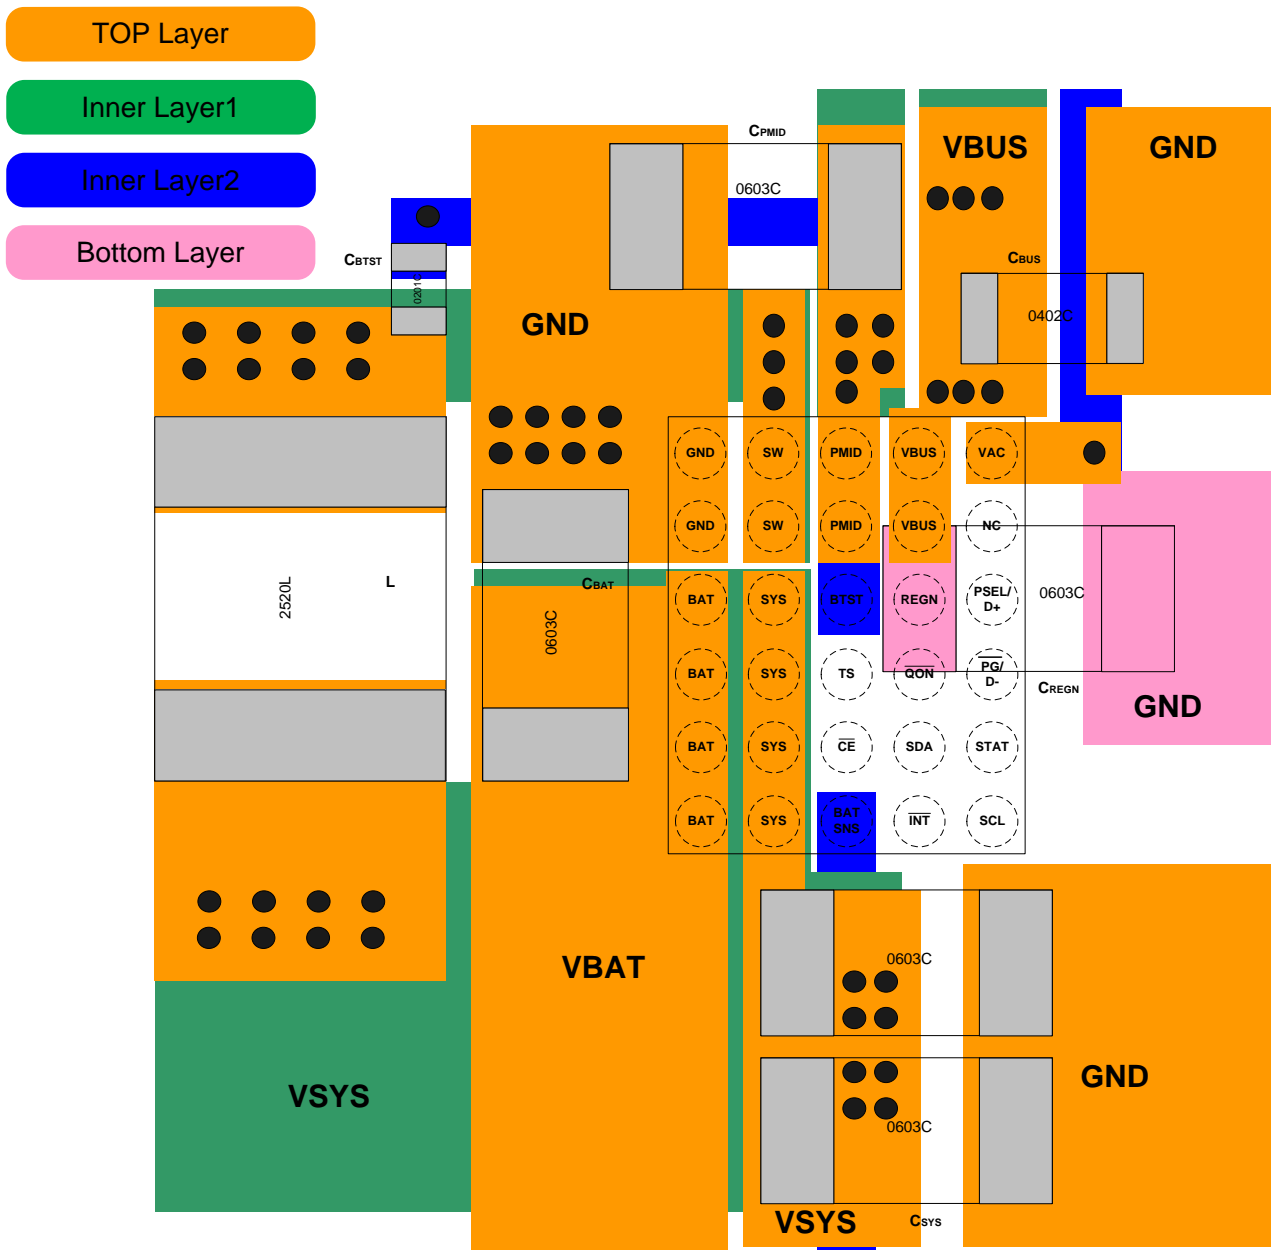 TOP Layer
Inner Layer1
Inner Layer2
Bottom Layer
CPMID
0603C
VBUS
GND
CBTST
0201C
CBUS
0402C
GND
GND SW PMID VBUS VAC
GND SW PMID VBUS NC
2520L
L
CBAT
0603C
BAT SYS BTST REGN PSEL/
D+
0603C
BAT SYS TS QON PG/
D-
CREGN
GND
BAT SYS CE SDA STAT
BAT SYS BAT
SNS
INT SCL
VBAT
0603C
VSYS
GND
0603C
VSYS
CSYS